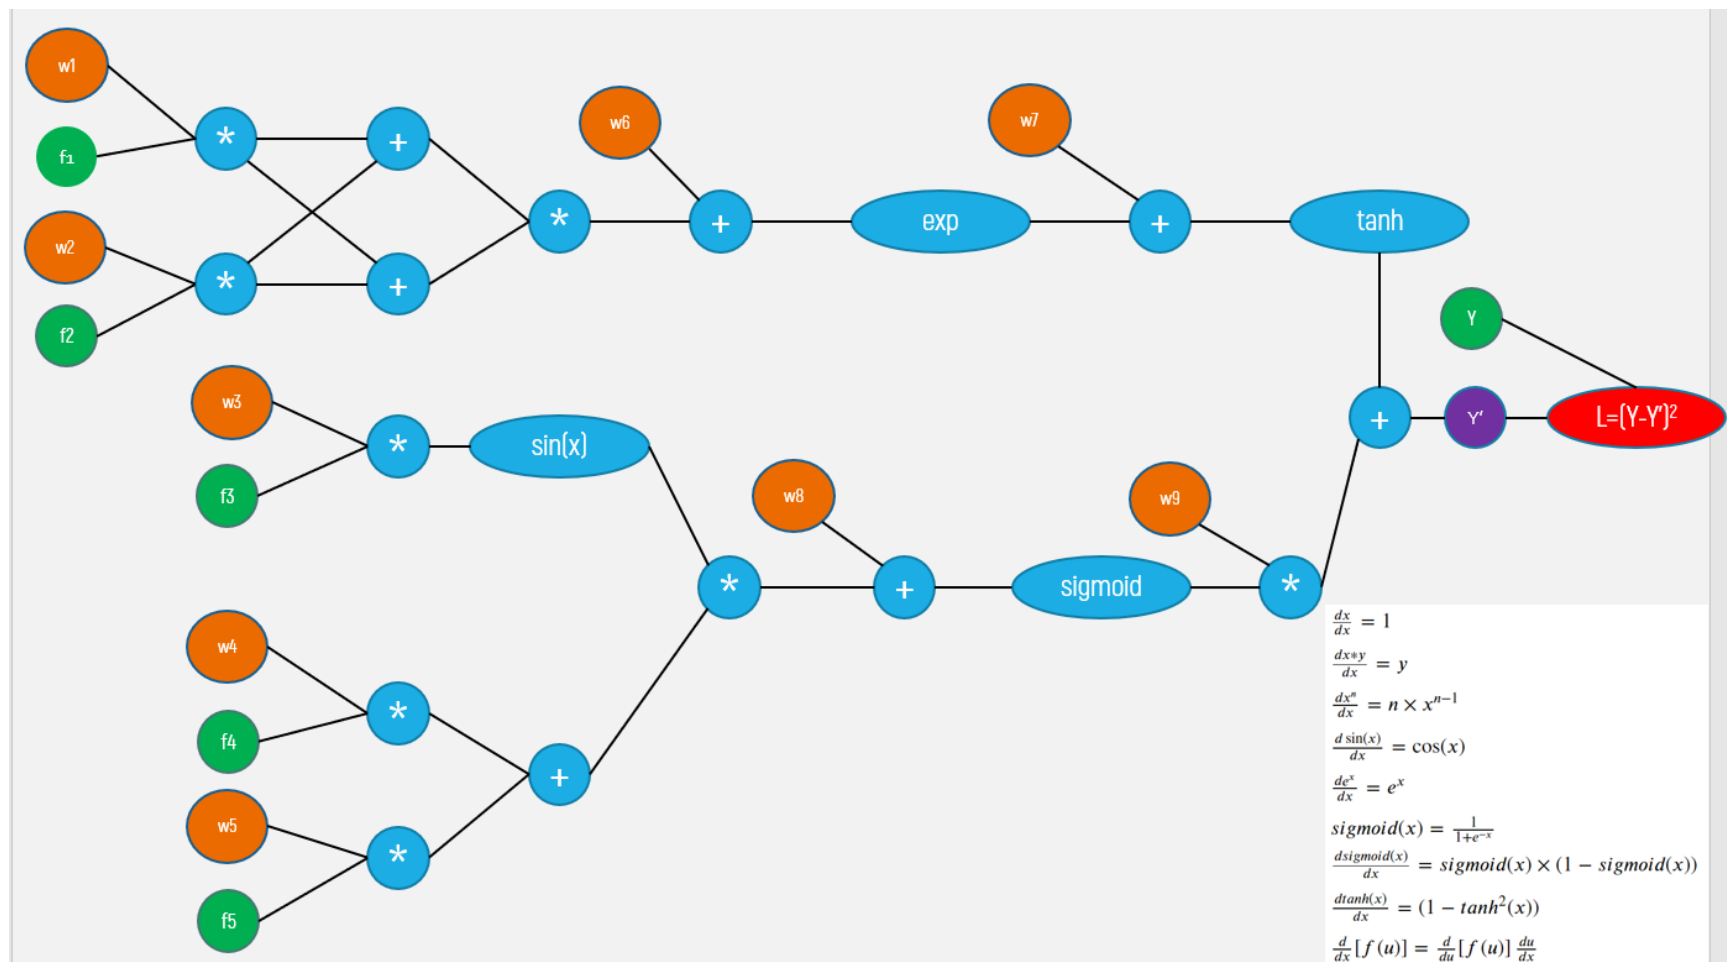 w1
f1
*
+
w2
f2
*
+
*
w6
+
exp
w7
+
tanh
w3
f3
*
sin(x)
w4
f4
*
w5
f5
*
+
*
w8
+
sigmoid
w9
*
+
Y
Y'
L=(Y-Y')²
dx/dx = 1
dx*y/dx = y
dxⁿ/dx = n × xⁿ⁻¹
d sin(x)/dx = cos(x)
deˣ/dx = eˣ
sigmoid(x) = 1/1+e⁻ˣ
dsigmoid(x)/dx = sigmoid(x) × (1 − sigmoid(x))
dtanh(x)/dx = (1 − tanh²(x))
d/dx [f(u)] = d/du [f(u)] du/dx